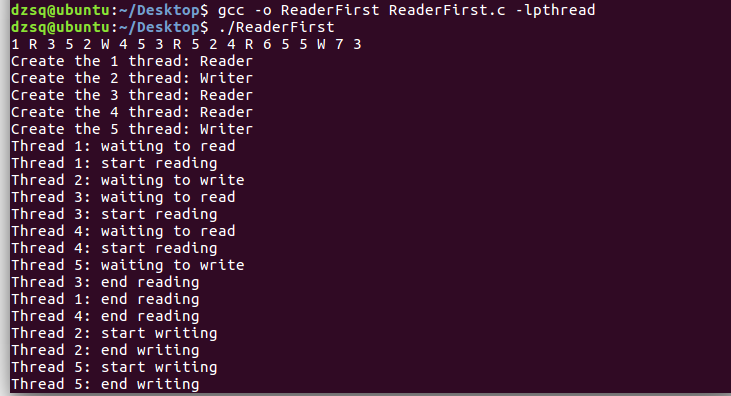 dzsq@ubuntu:~/Desktop$ gcc -o ReaderFirst ReaderFirst.c -lpthread
dzsq@ubuntu:~/Desktop$ ./ReaderFirst
1 R 3 5 2 W 4 5 3 R 5 2 4 R 6 5 5 W 7 3
Create the 1 thread: Reader
Create the 2 thread: Writer
Create the 3 thread: Reader
Create the 4 thread: Reader
Create the 5 thread: Writer
Thread 1: waiting to read
Thread 1: start reading
Thread 2: waiting to write
Thread 3: waiting to read
Thread 3: start reading
Thread 4: waiting to read
Thread 4: start reading
Thread 5: waiting to write
Thread 3: end reading
Thread 1: end reading
Thread 4: end reading
Thread 2: start writing
Thread 2: end writing
Thread 5: start writing
Thread 5: end writing